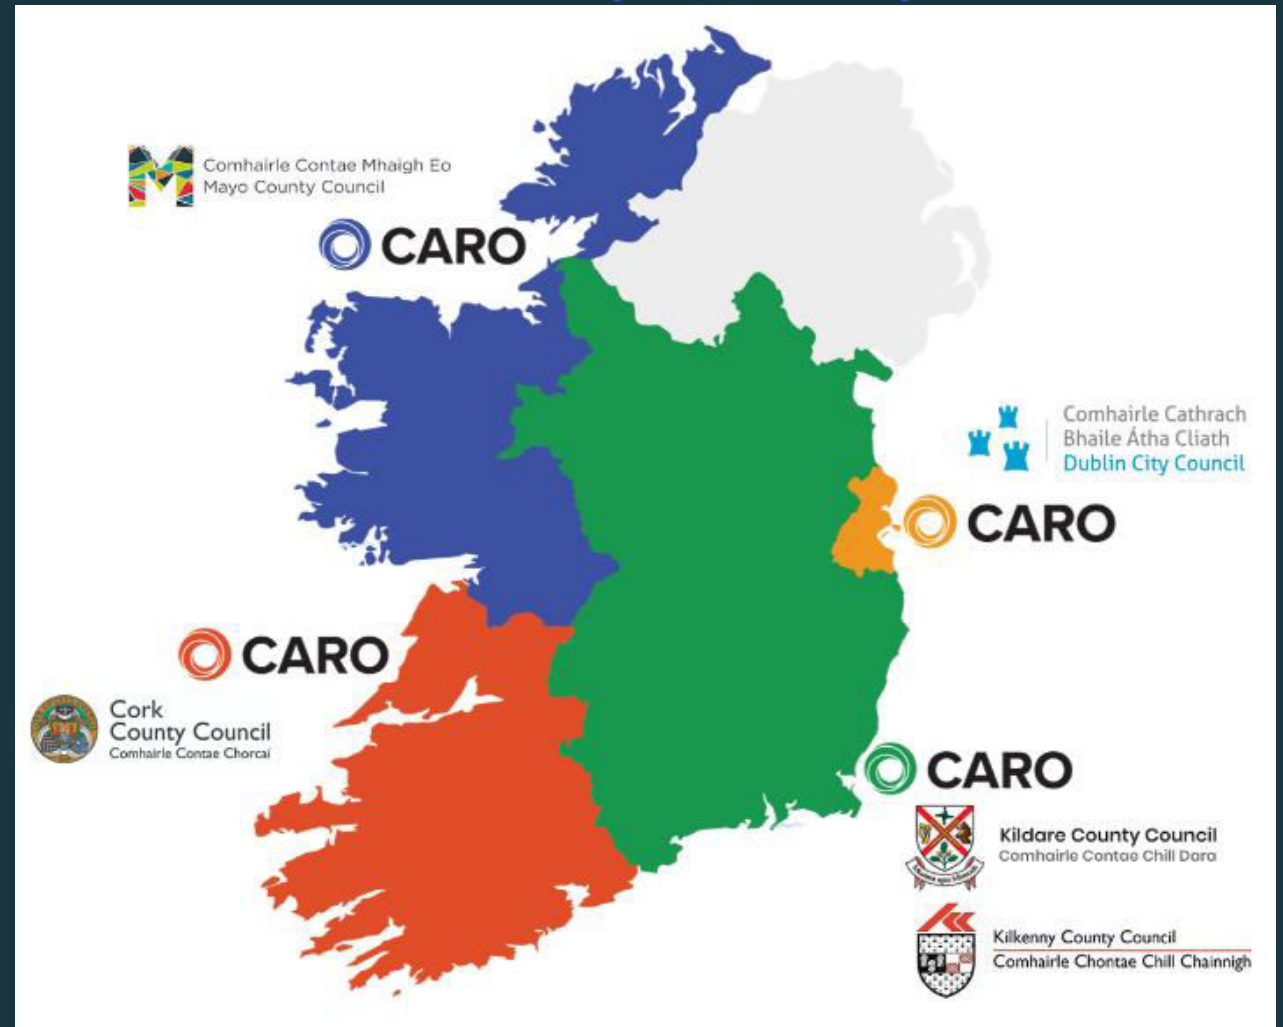 Comhairle Contae Mhaigh Eo
Mayo County Council
CARO
Comhairle Cathrach
Bhaile Átha Cliath
Dublin City Council
CARO
CARO
Cork
County Council
Comhairle Contae Chorcaí
CARO
Kildare County Council
Comhairle Contae Chill Dara
Kilkenny County Council
Comhairle Chontae Chill Chainnigh